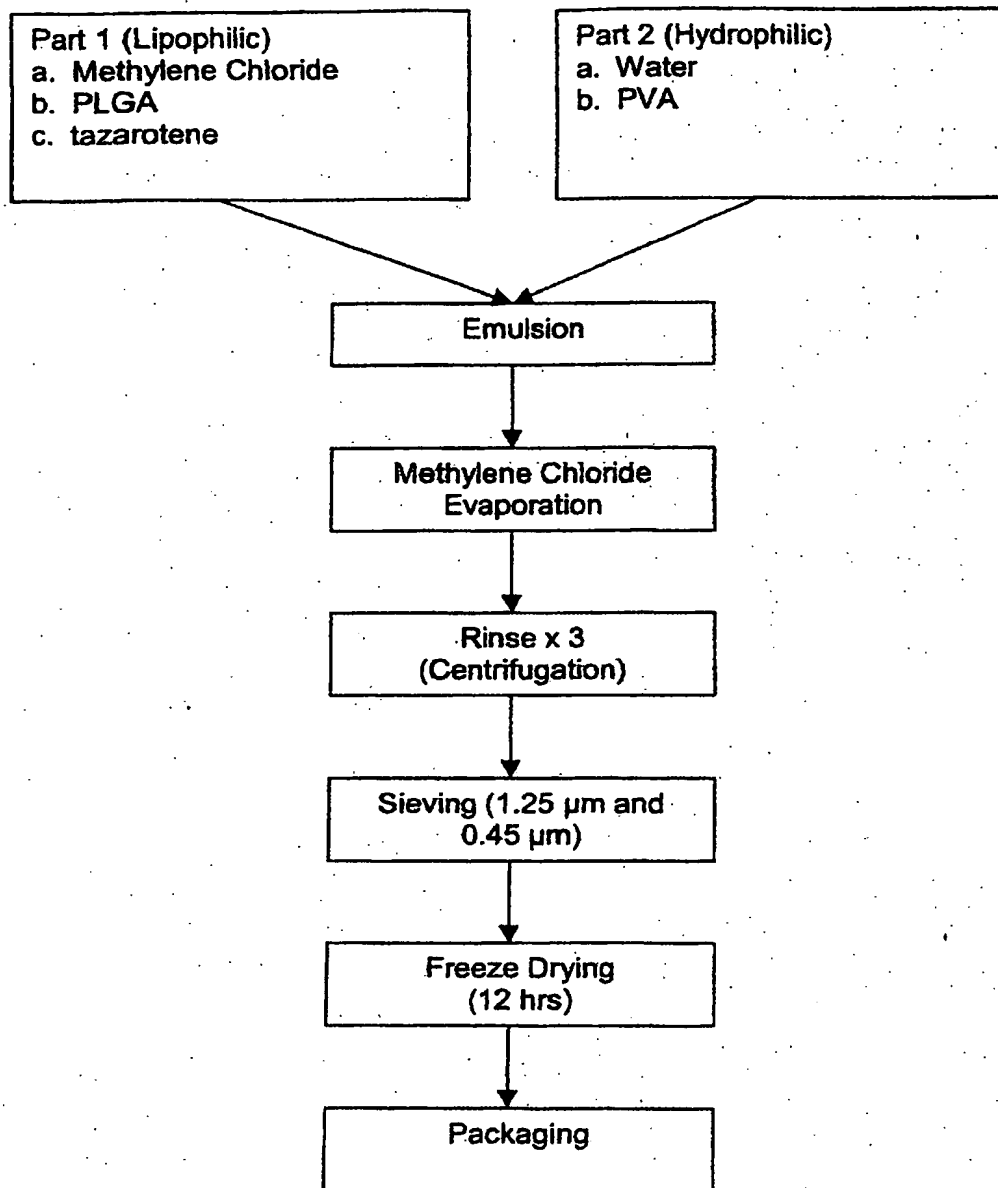 Part 1 (Lipophilic)
a. Methylene Chloride
b. PLGA
c. tazarotene
Part 2 (Hydrophilic)
a. Water
b. PVA
Emulsion
Methylene Chloride
Evaporation
Rinse x 3
(Centrifugation)
Sieving (1.25 µm and
0.45 µm)
Freeze Drying
(12 hrs)
Packaging